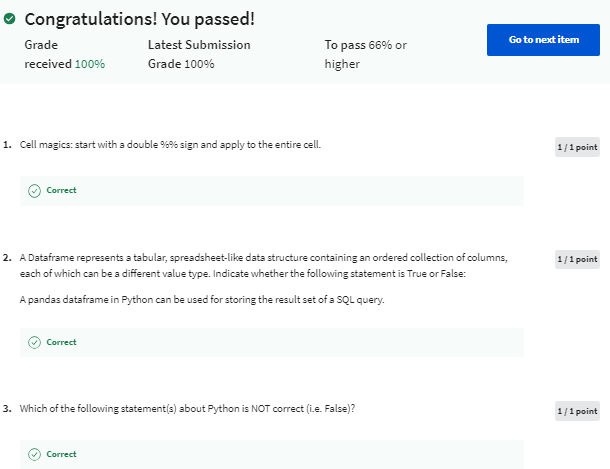 Congratulations! You passed!
Grade
received 100%
Latest Submission
Grade 100%
To pass 66% or
higher
Go to next item
1. Cell magics: start with a double %% sign and apply to the entire cell.
1 / 1 point
Correct
2. A Dataframe represents a tabular, spreadsheet-like data structure containing an ordered collection of columns,
each of which can be a different value type. Indicate whether the following statement is True or False:
1 / 1 point
A pandas dataframe in Python can be used for storing the result set of a SQL query.
Correct
3. Which of the following statement(s) about Python is NOT correct (i.e. False)?
1 / 1 point
Correct